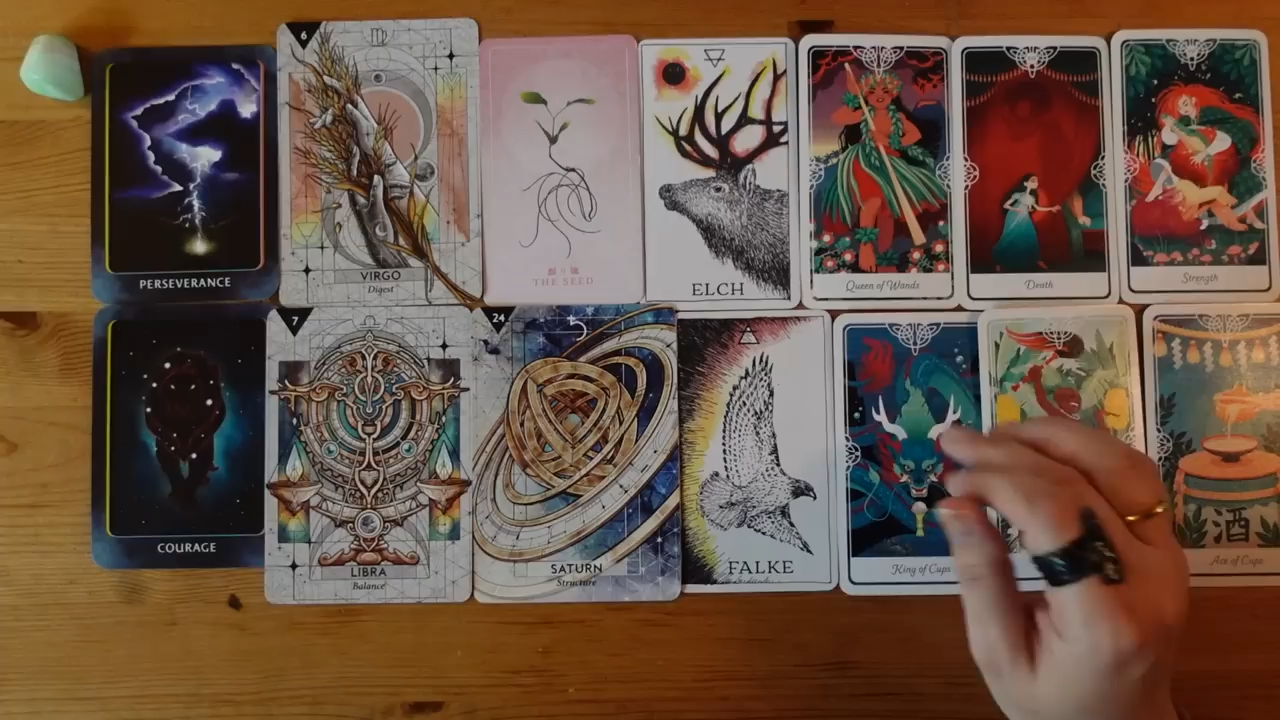 PERSEVERANCE
6
VIRGO
Digest
THE SEED
ELCH
Queen of Wands
Death
Strength
COURAGE
7
LIBRA
Balance
24
SATURN
Structure
FALKE
King of Cups
酒
Ace of Cups